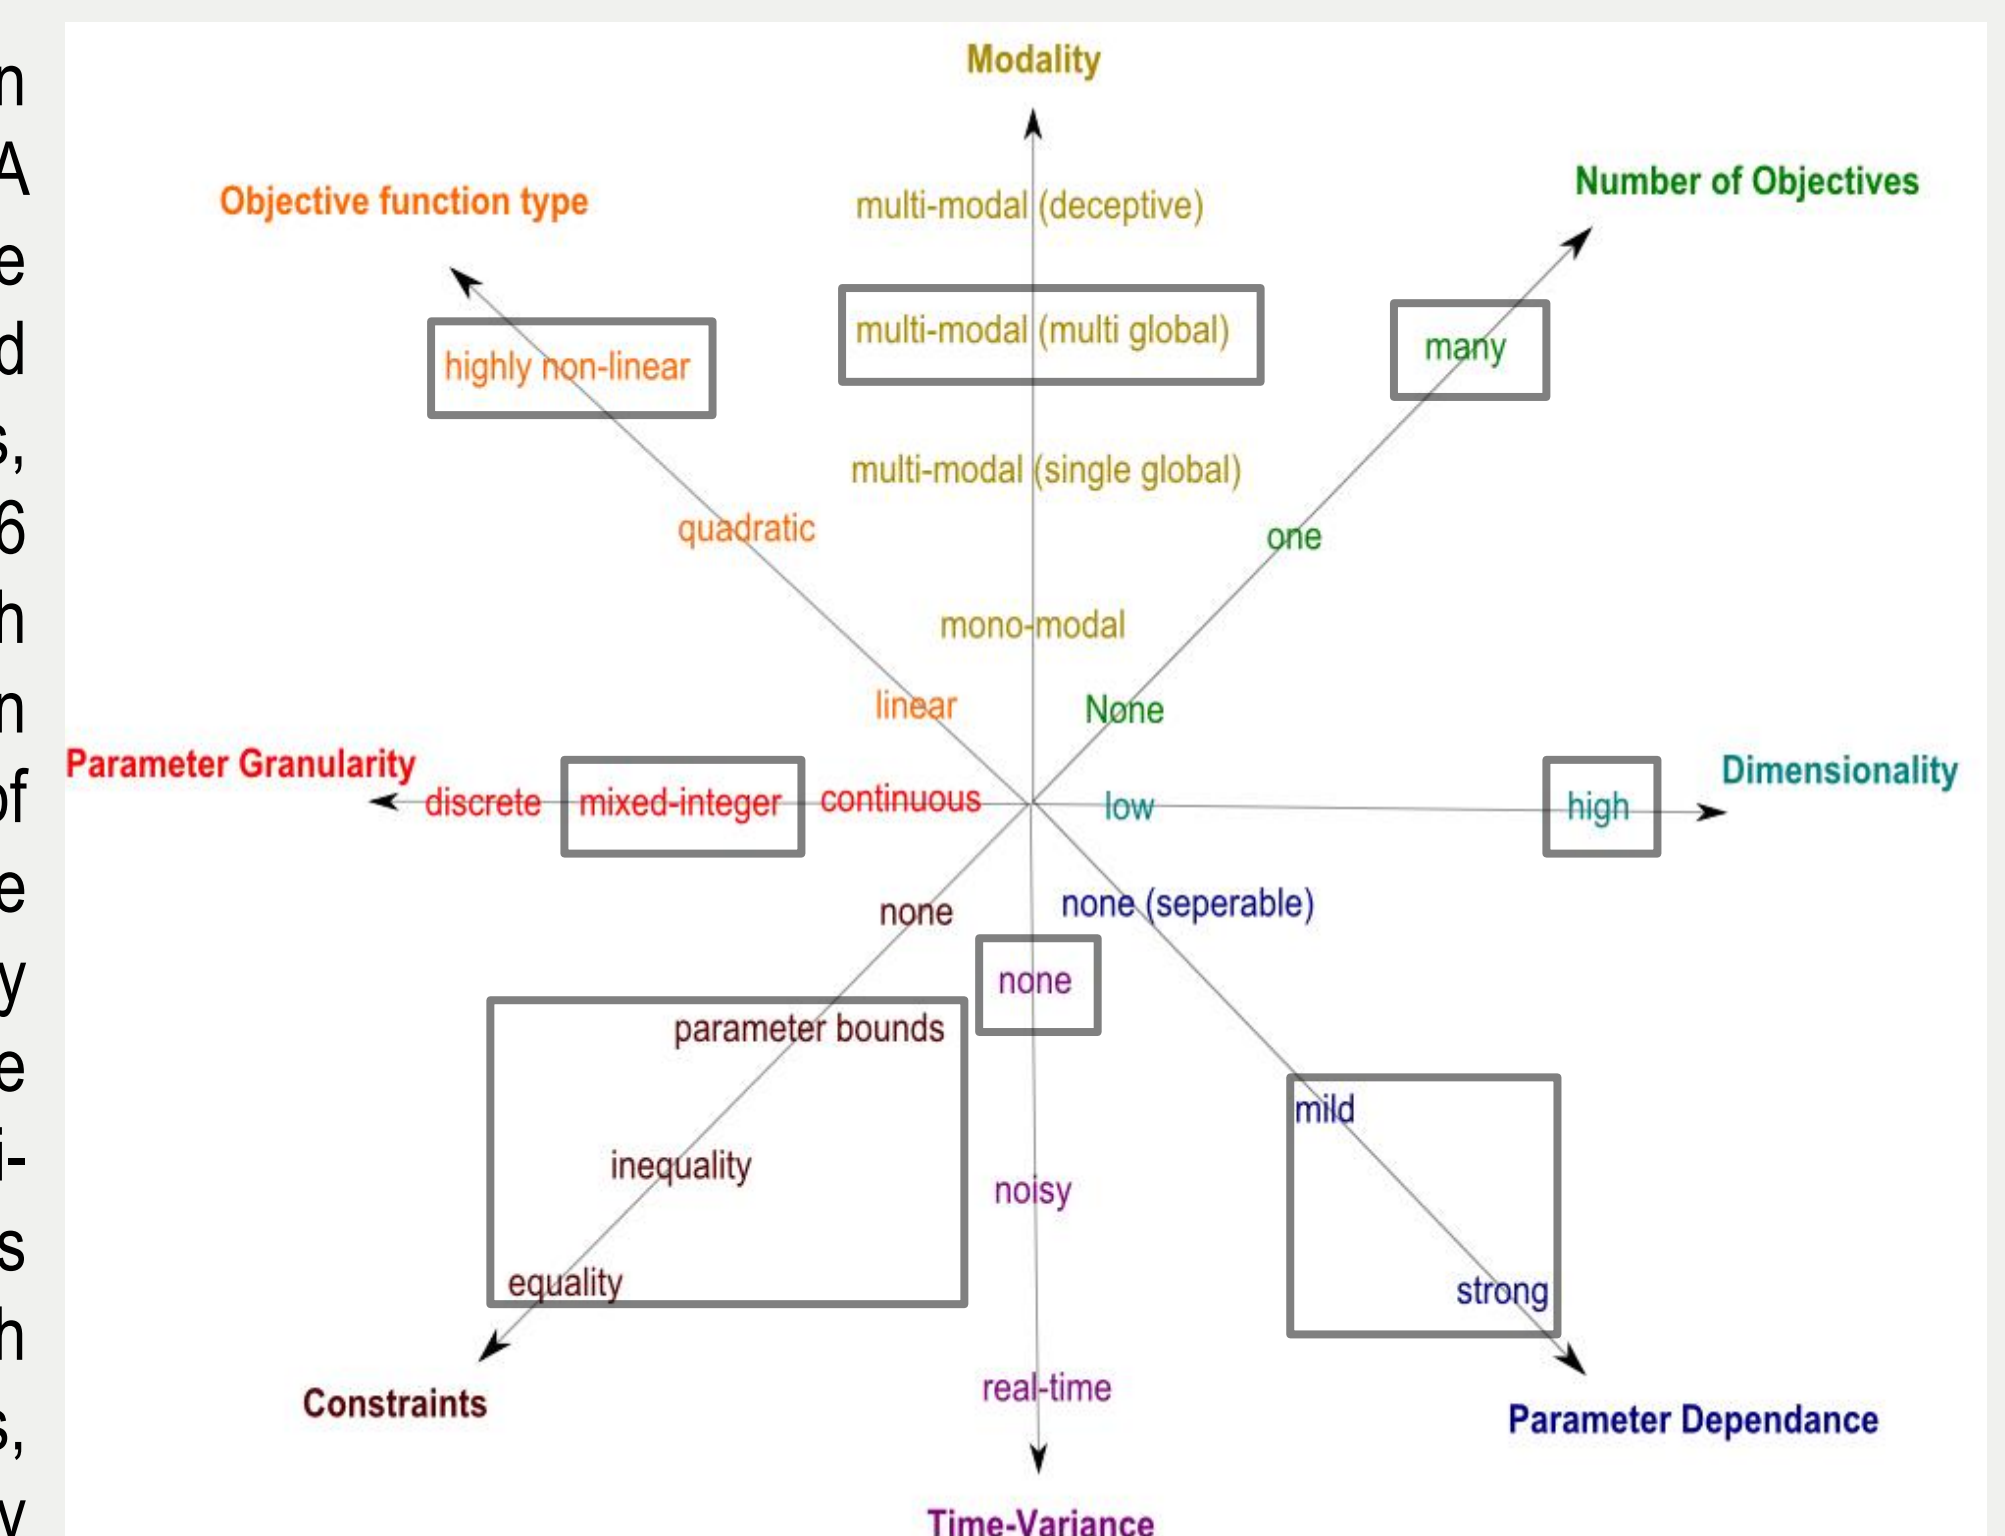 n
A
e
d
s,
6
h
n
of
e
y
e
i-
s
h
s,
y
Modality
Number of Objectives
Objective function type
multi-modal (deceptive)
multi-modal (multi global)
many
highly non-linear
multi-modal (single global)
quadratic
one
mono-modal
linear
None
Parameter Granularity
Dimensionality
discrete mixed-integer continuous low high
none
none (seperable)
none
parameter bounds
mild
inequality
noisy
equality
strong
real-time
Constraints
Parameter Dependance
Time-Variance